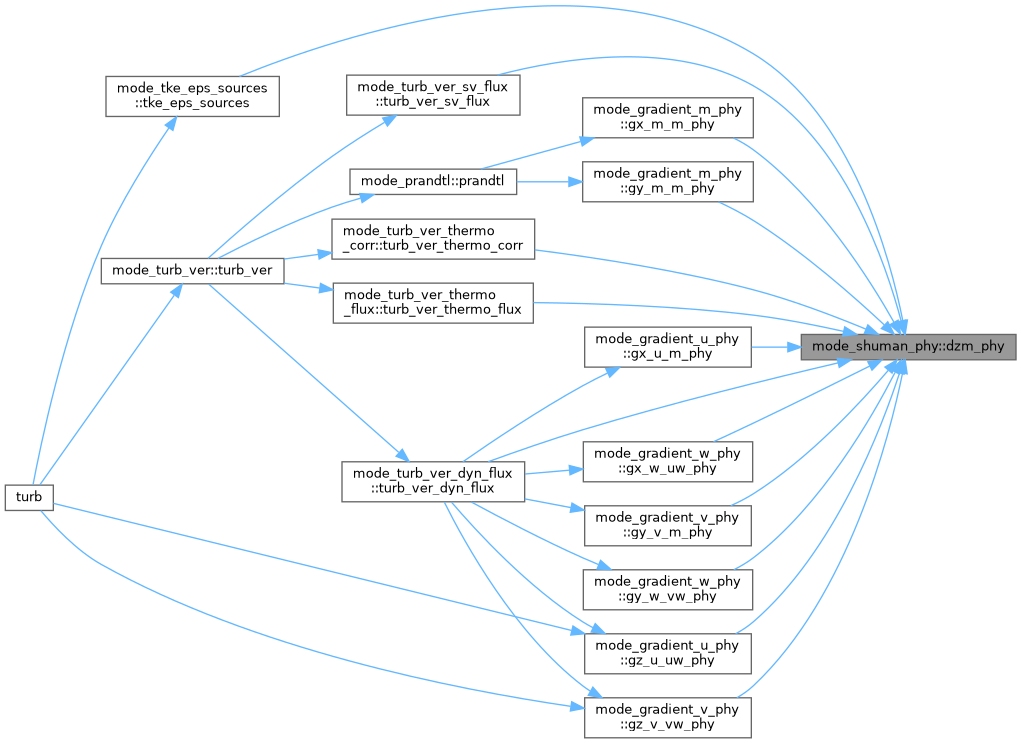 mode_tke_eps_sources
::tke_eps_sources
mode_turb_ver_sv_flux
::turb_ver_sv_flux
mode_gradient_m_phy
::gx_m_m_phy
mode_prandtl::prandtl
mode_gradient_m_phy
::gy_m_m_phy
mode_turb_ver_thermo
_corr::turb_ver_thermo_corr
mode_turb_ver::turb_ver
mode_turb_ver_thermo
_flux::turb_ver_thermo_flux
mode_gradient_u_phy
::gx_u_m_phy
mode_shuman_phy::dzm_phy
mode_gradient_w_phy
::gx_w_uw_phy
mode_turb_ver_dyn_flux
::turb_ver_dyn_flux
turb
mode_gradient_v_phy
::gy_v_m_phy
mode_gradient_w_phy
::gy_w_vw_phy
mode_gradient_u_phy
::gz_u_uw_phy
mode_gradient_v_phy
::gz_v_vw_phy